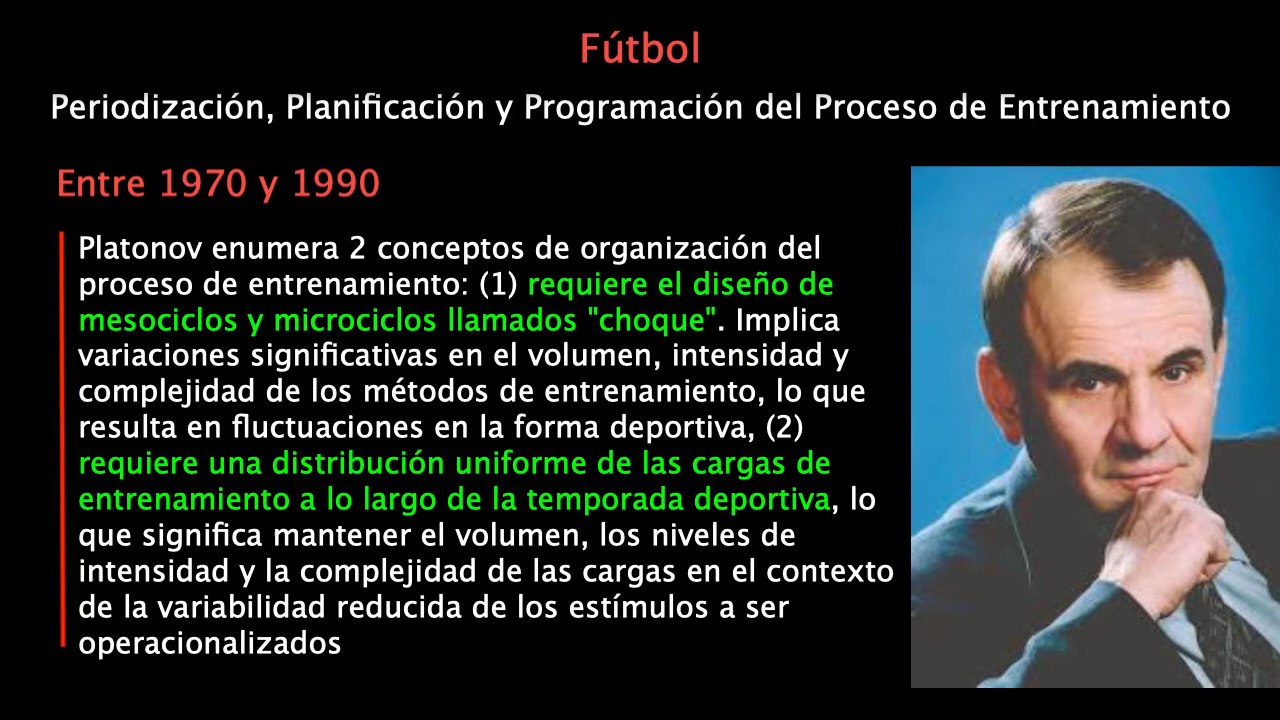 Fútbol
Periodización, Planificación y Programación del Proceso de Entrenamiento
Entre 1970 y 1990
Platonov enumera 2 conceptos de organización del
proceso de entrenamiento: (1) requiere el diseño de
mesociclos y microciclos llamados "choque". Implica
variaciones significativas en el volumen, intensidad y
complejidad de los métodos de entrenamiento, lo que
resulta en fluctuaciones en la forma deportiva, (2)
requiere una distribución uniforme de las cargas de
entrenamiento a lo largo de la temporada deportiva, lo
que significa mantener el volumen, los niveles de
intensidad y la complejidad de las cargas en el contexto
de la variabilidad reducida de los estímulos a ser
operacionalizados